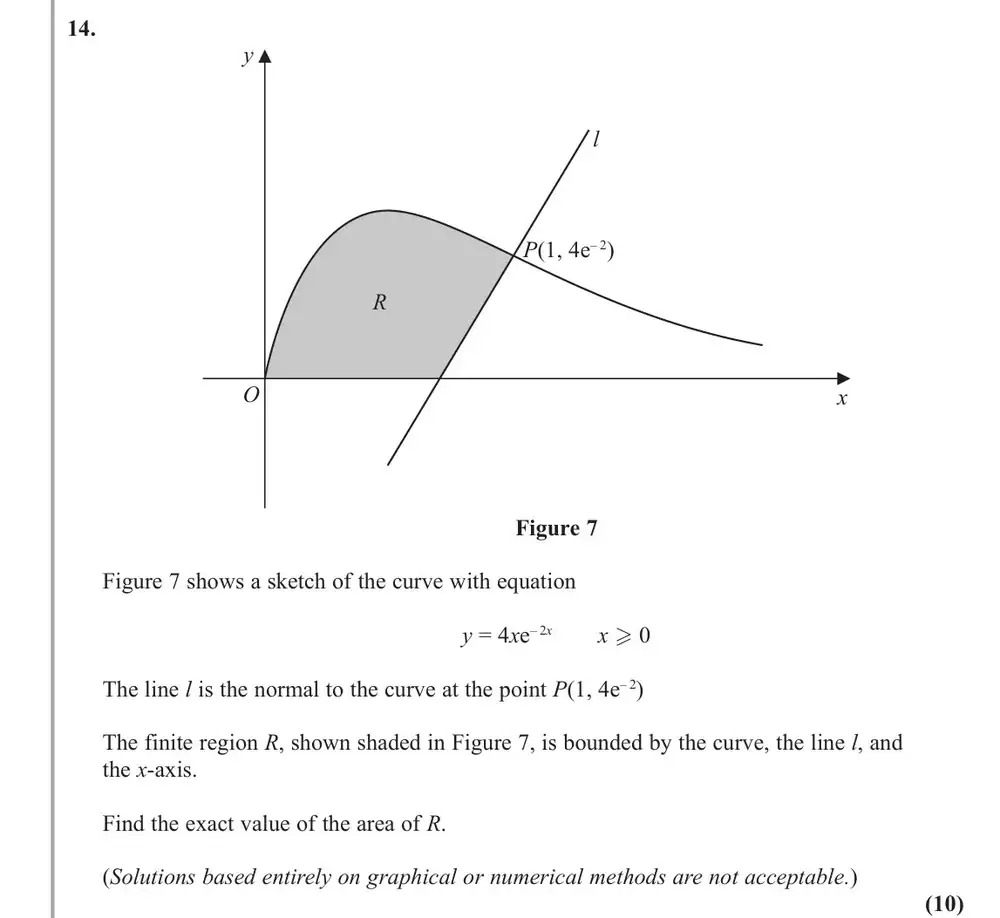 14.
y
l
P(1, 4e⁻²)
R
O
x
Figure 7
Figure 7 shows a sketch of the curve with equation
y = 4xe⁻²ˣ x ⩾ 0
The line l is the normal to the curve at the point P(1, 4e⁻²)
The finite region R, shown shaded in Figure 7, is bounded by the curve, the line l, and
the x-axis.
Find the exact value of the area of R.
(Solutions based entirely on graphical or numerical methods are not acceptable.)
(10)